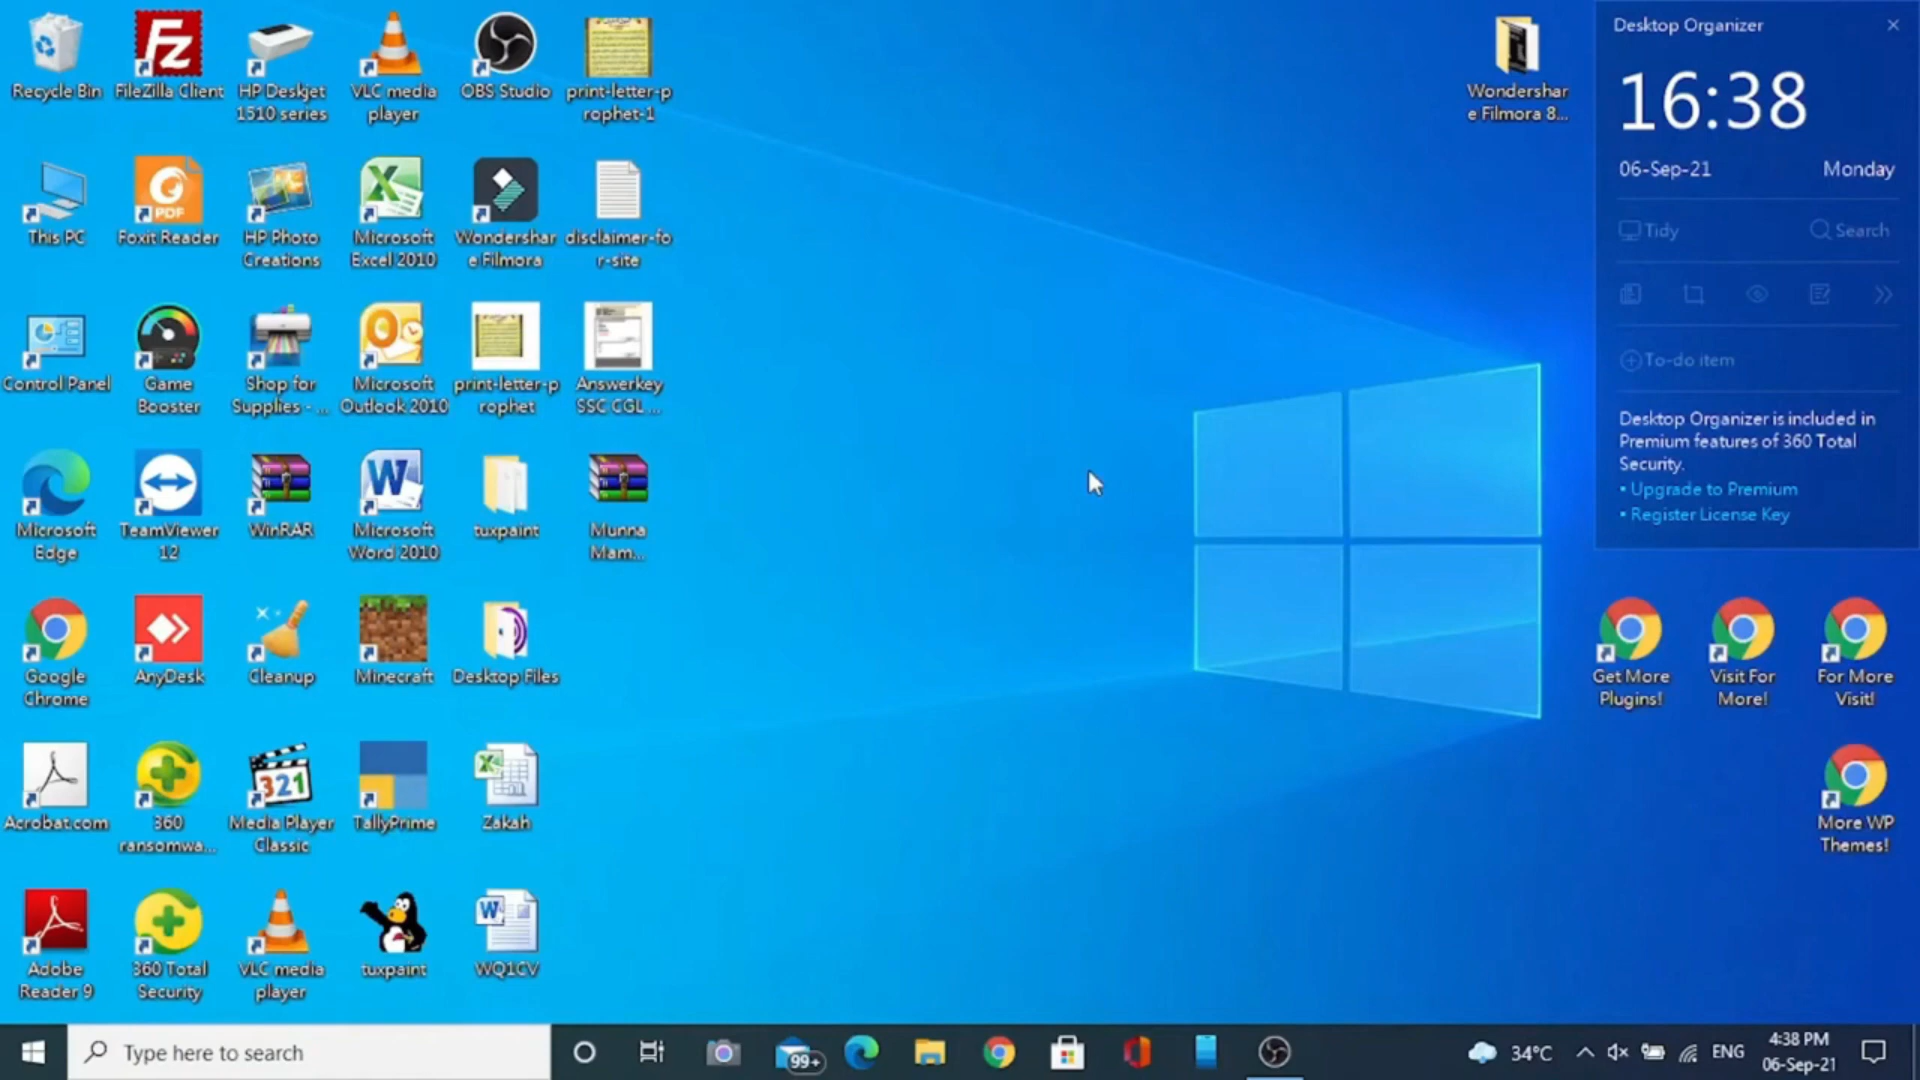 Recycle Bin
FileZilla Client
HP Deskjet
1510 series
VLC media
player
OBS Studio
print-letter-p
rophet-1
Wondershar
e Filmora 8...
This PC
Foxit Reader
PDF
HP Photo
Creations
Microsoft
Excel 2010
Wondershar
e Filmora
disclaimer-fo
r-site
Control Panel
Game
Booster
Shop for
Supplies - ...
Microsoft
Outlook 2010
print-letter-p
rophet
Answerkey
SSC CGL ...
Microsoft
Edge
TeamViewer
12
WinRAR
Microsoft
Word 2010
tuxpaint
Munna
Mam...
Google
Chrome
AnyDesk
Cleanup
Minecraft
Desktop Files
Acrobat.com
360
ransomwa...
321
Media Player
Classic
TallyPrime
Zakah
Adobe
Reader 9
360 Total
Security
VLC media
player
tuxpaint
WQ1CV
Desktop Organizer
16:38
06-Sep-21 Monday
Tidy Search
To-do item
Desktop Organizer is included in
Premium features of 360 Total
Security.
• Upgrade to Premium
• Register License Key
Get More
Plugins!
Visit For
More!
For More
Visit!
More WP
Themes!
Type here to search
99+
34°C
ENG
4:38 PM
06-Sep-21